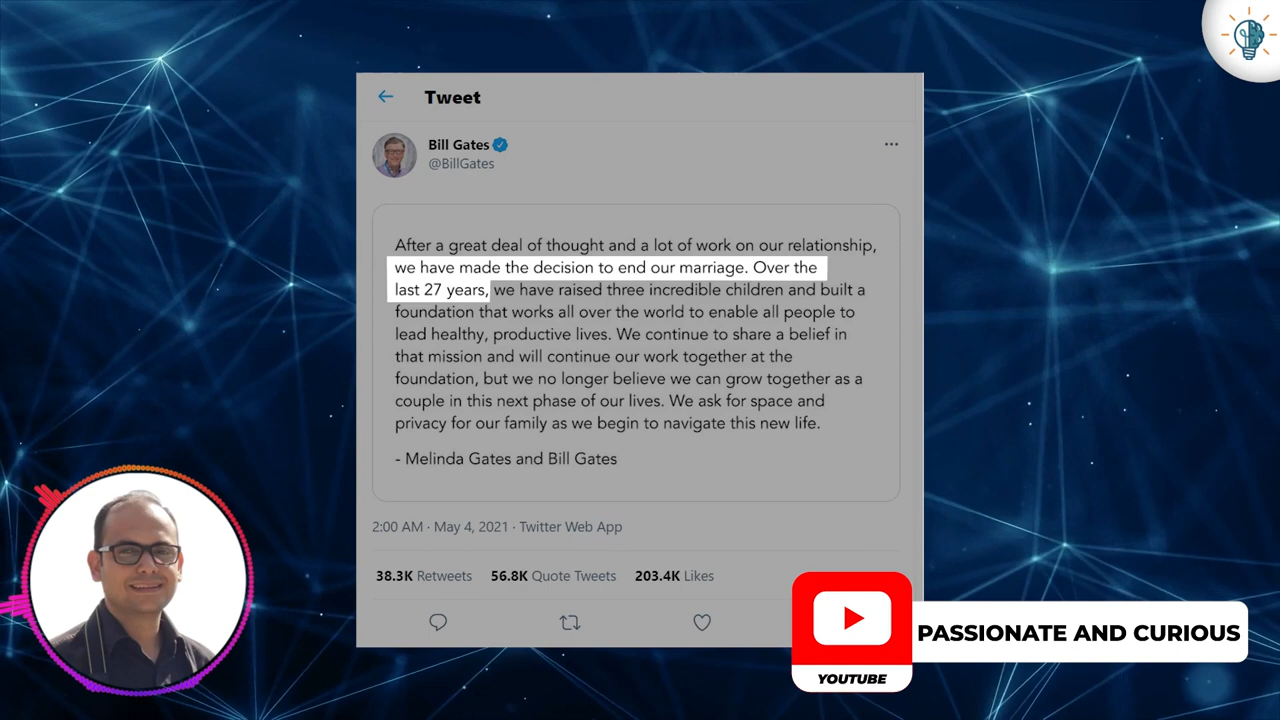 Tweet
Bill Gates
@BillGates
After a great deal of thought and a lot of work on our relationship,
we have made the decision to end our marriage. Over the
last 27 years, we have raised three incredible children and built a
foundation that works all over the world to enable all people to
lead healthy, productive lives. We continue to share a belief in
that mission and will continue our work together at the
foundation, but we no longer believe we can grow together as a
couple in this next phase of our lives. We ask for space and
privacy for our family as we begin to navigate this new life.
- Melinda Gates and Bill Gates
2:00 AM · May 4, 2021 · Twitter Web App
38.3K Retweets 56.8K Quote Tweets 203.4K Likes
PASSIONATE AND CURIOUS
YOUTUBE